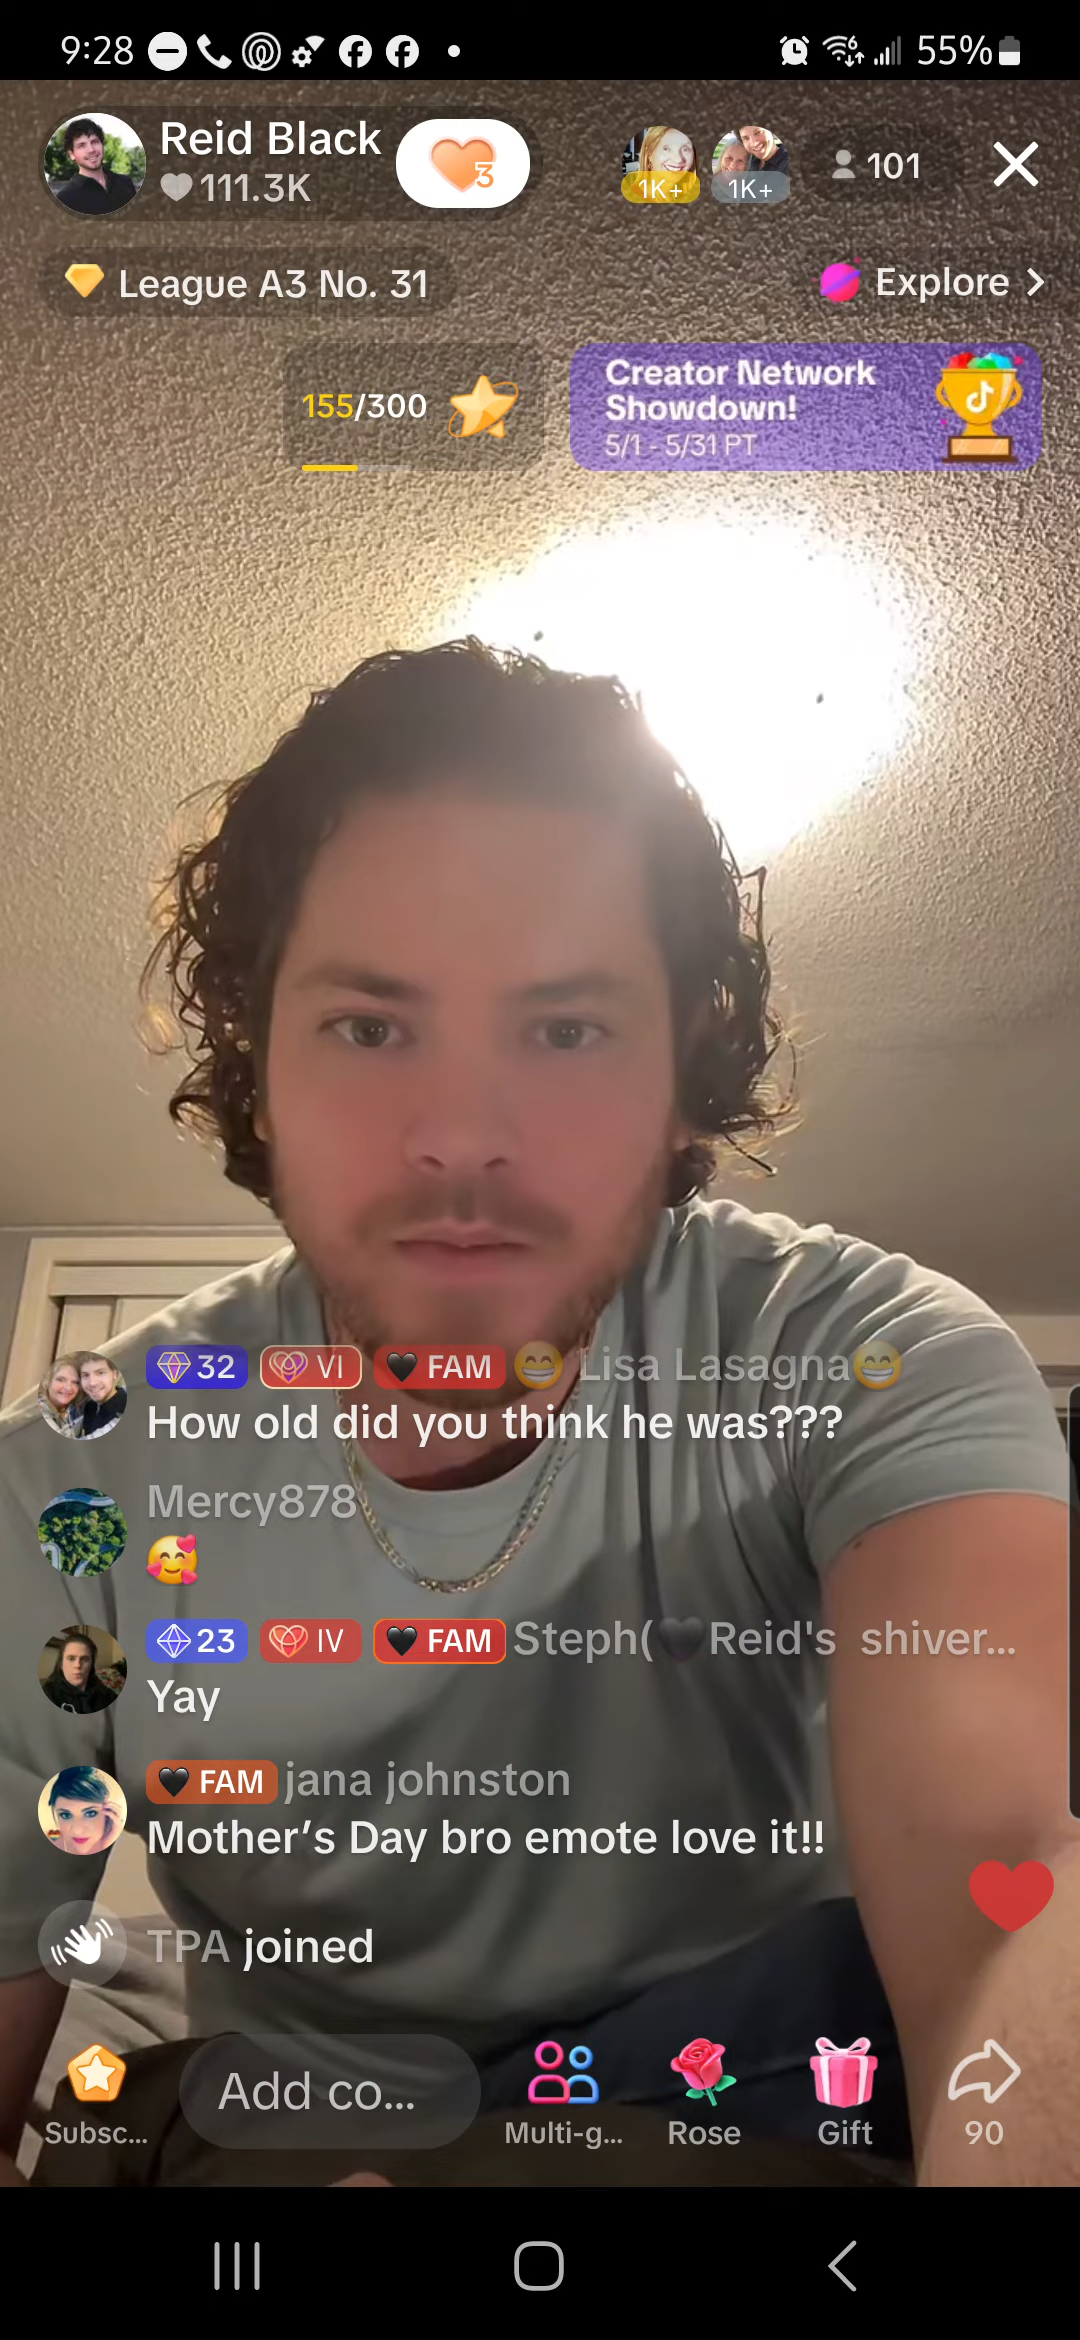 9:28
55%
Reid Black
111.3K
3
1K+
1K+
101
League A3 No. 31
Explore >
155/300
Creator Network
Showdown!
5/1 - 5/31 PT
32 VI FAM 😁 Lisa Lasagna😁
How old did you think he was???
Mercy878
🥰
23 IV FAM Steph(🖤Reid's shiver...
Yay
FAM jana johnston
Mother’s Day bro emote love it!!
TPA joined
Add co...
Subsc...
Multi-g...
Rose
Gift
90